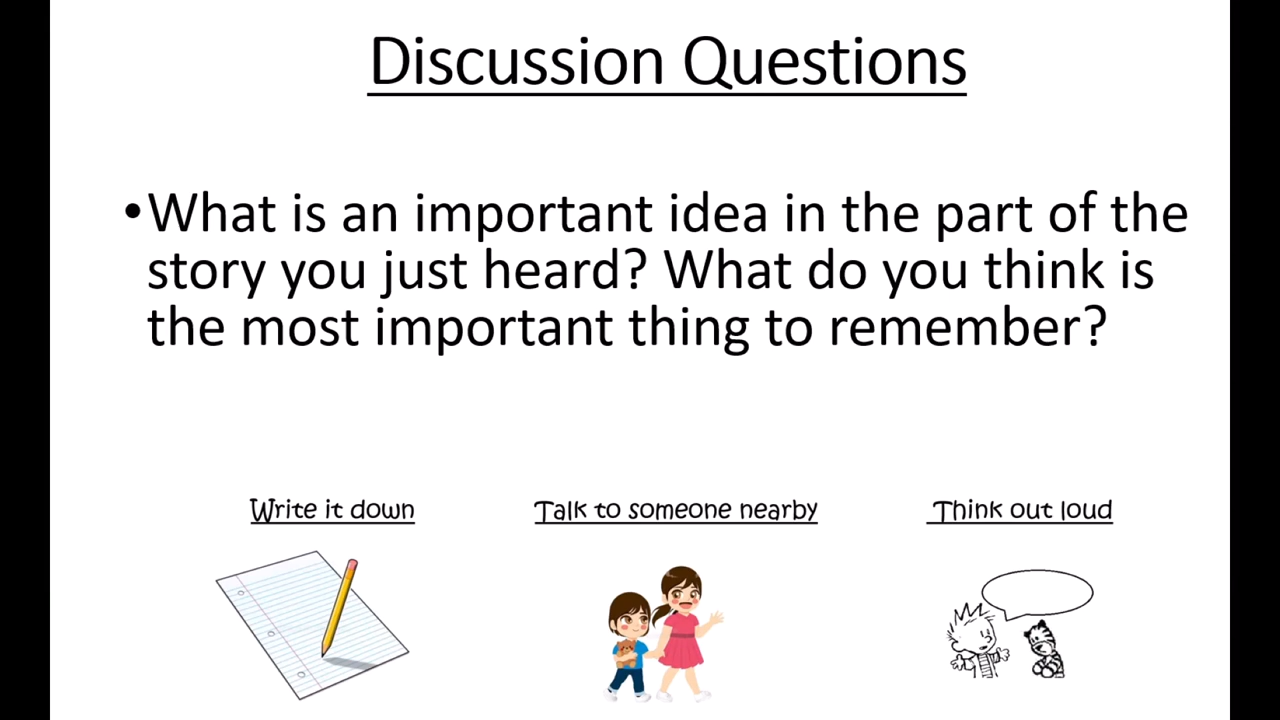 Discussion Questions
•What is an important idea in the part of the
story you just heard? What do you think is
the most important thing to remember?
Write it down
Talk to someone nearby
Think out loud